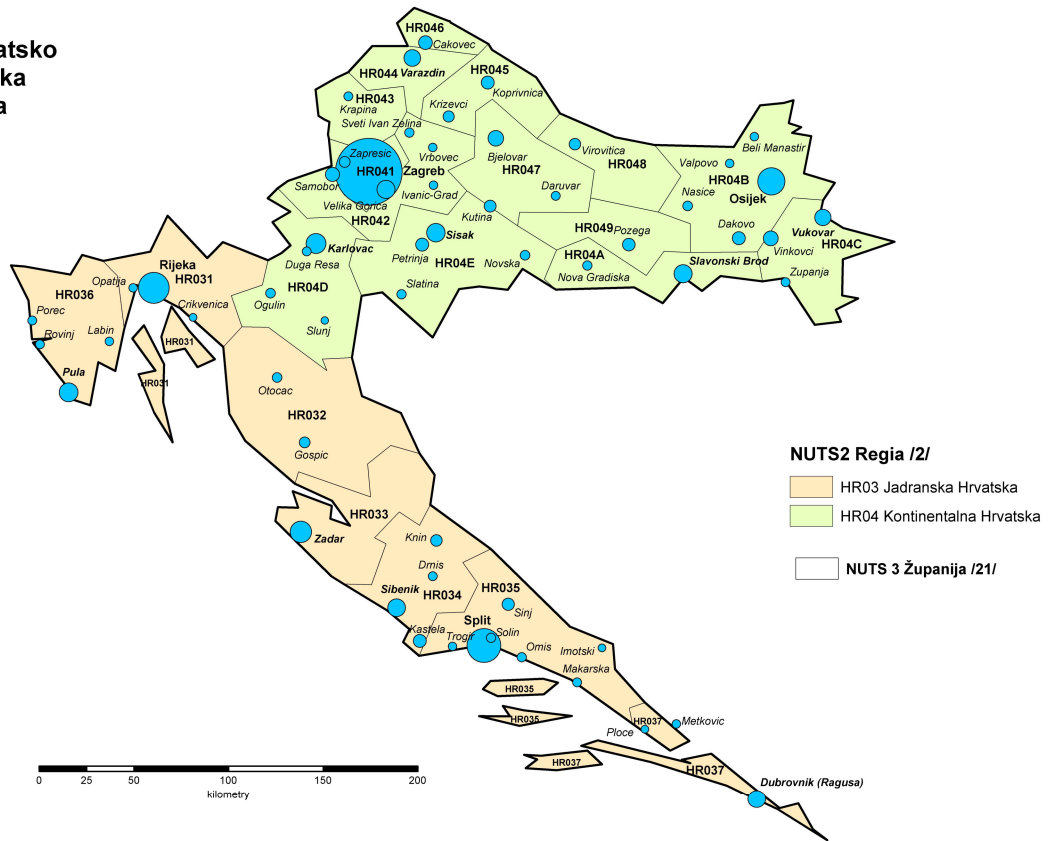 atsko
ka
a
HR046
Cakovec
HR044
Varazdin
HR045
Koprivnica
HR043
Krapina
Krizevci
Sveti Ivan Zelina
Zapresic
Vrbovec
Bjelovar
Virovitica
Beli Manastir
HR041
Zagreb
HR047
HR048
Valpovo
HR04B
Samobor
Ivanic-Grad
Daruvar
Nasice
Osijek
Velika Gorica
HR042
Kutina
Vukovar
Karlovac
Sisak
HR049
Pozega
Dakovo
Vinkovci
HR04C
Duga Resa
Petrinja
HR04E
Novska
HR04A
Nova Gradiska
Slavonski Brod
Zupanja
HR04D
Ogulin
Slatina
Slunj
Rijeka
HR031
Opatija
HR036
Crikvenica
Porec
Rovinj
Labin
HR031
Pula
HR031
Otocac
HR032
Gospic
NUTS2 Regia /2/
HR03 Jadranska Hrvatska
HR04 Kontinentalna Hrvatska
NUTS 3 Županija /21/
HR033
Zadar
Knin
Drnis
HR034
HR035
Sibenik
Sinj
Split
Kastela
Trogir
Solin
Omis
Imotski
Makarska
HR035
HR035
HR037
Metkovic
Ploce
HR037
HR037
Dubrovnik (Ragusa)
0 25 50 100 150 200
kilometry